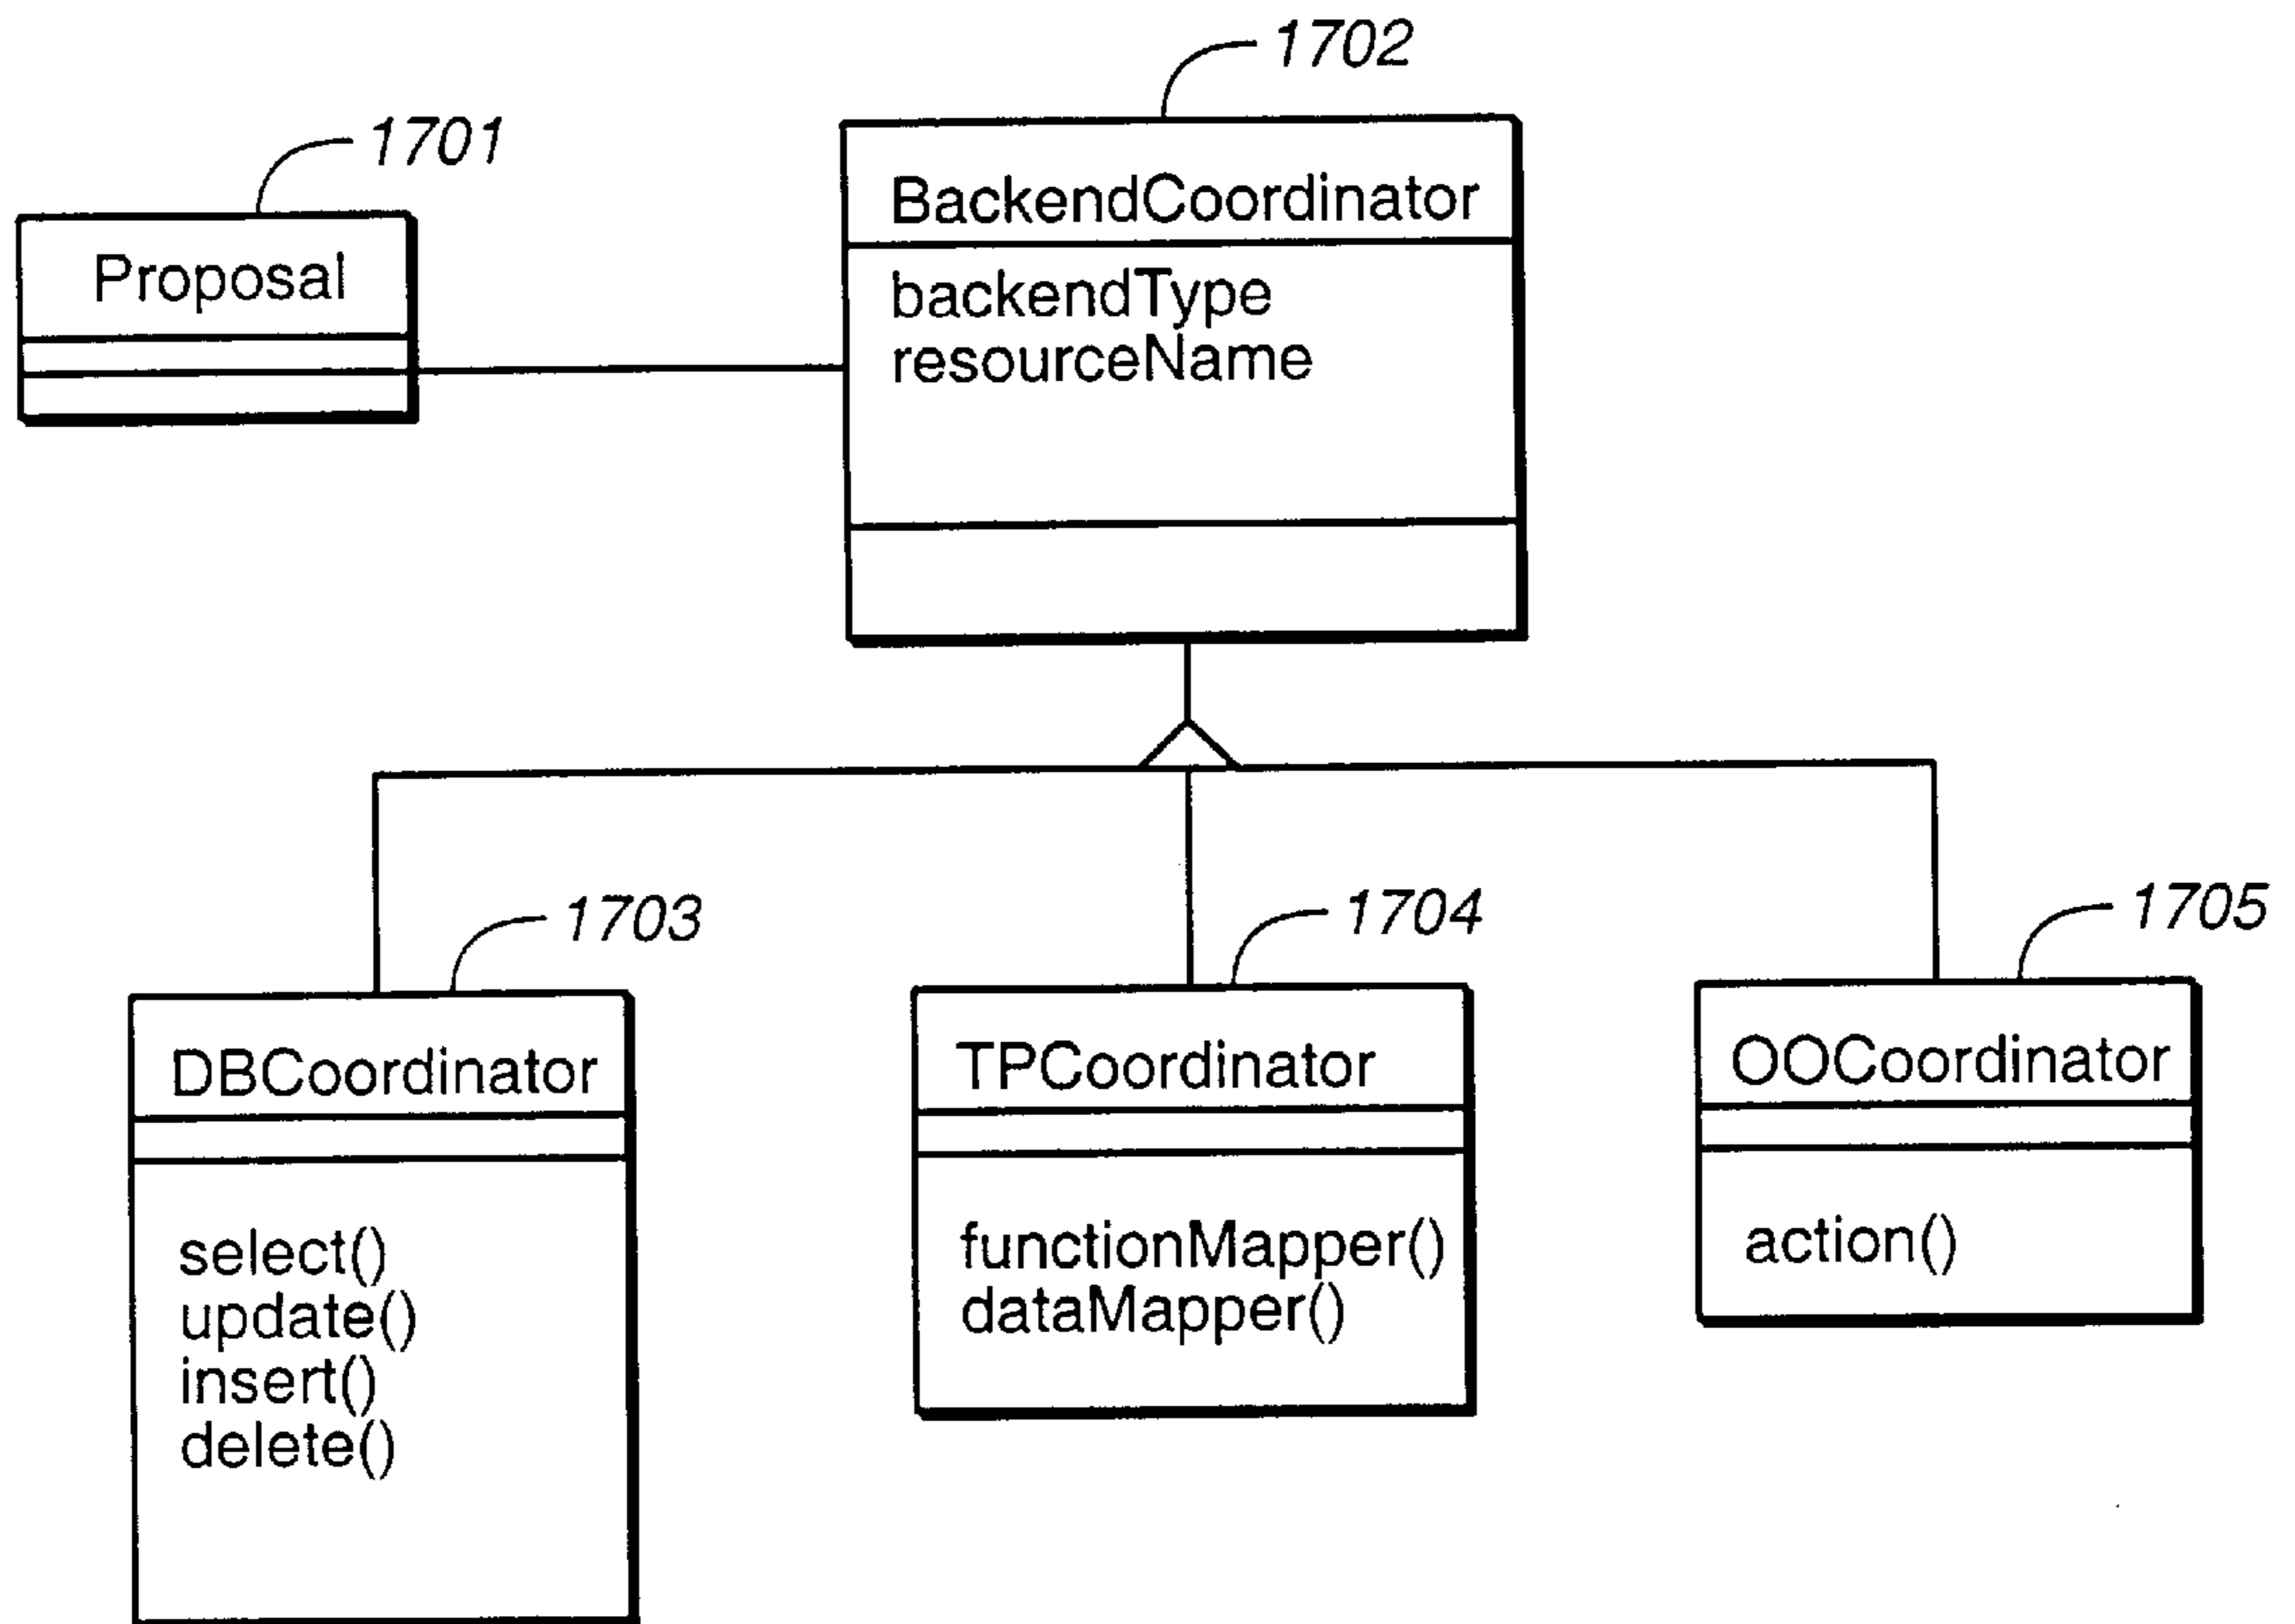 1702
1701
BackendCoordinator
Proposal
backendType
resourceName
1703
1704
1705
DBCoordinator
TPCoordinator
OOCoordinator
select()
update()
insert()
delete()
functionMapper()
dataMapper()
action()